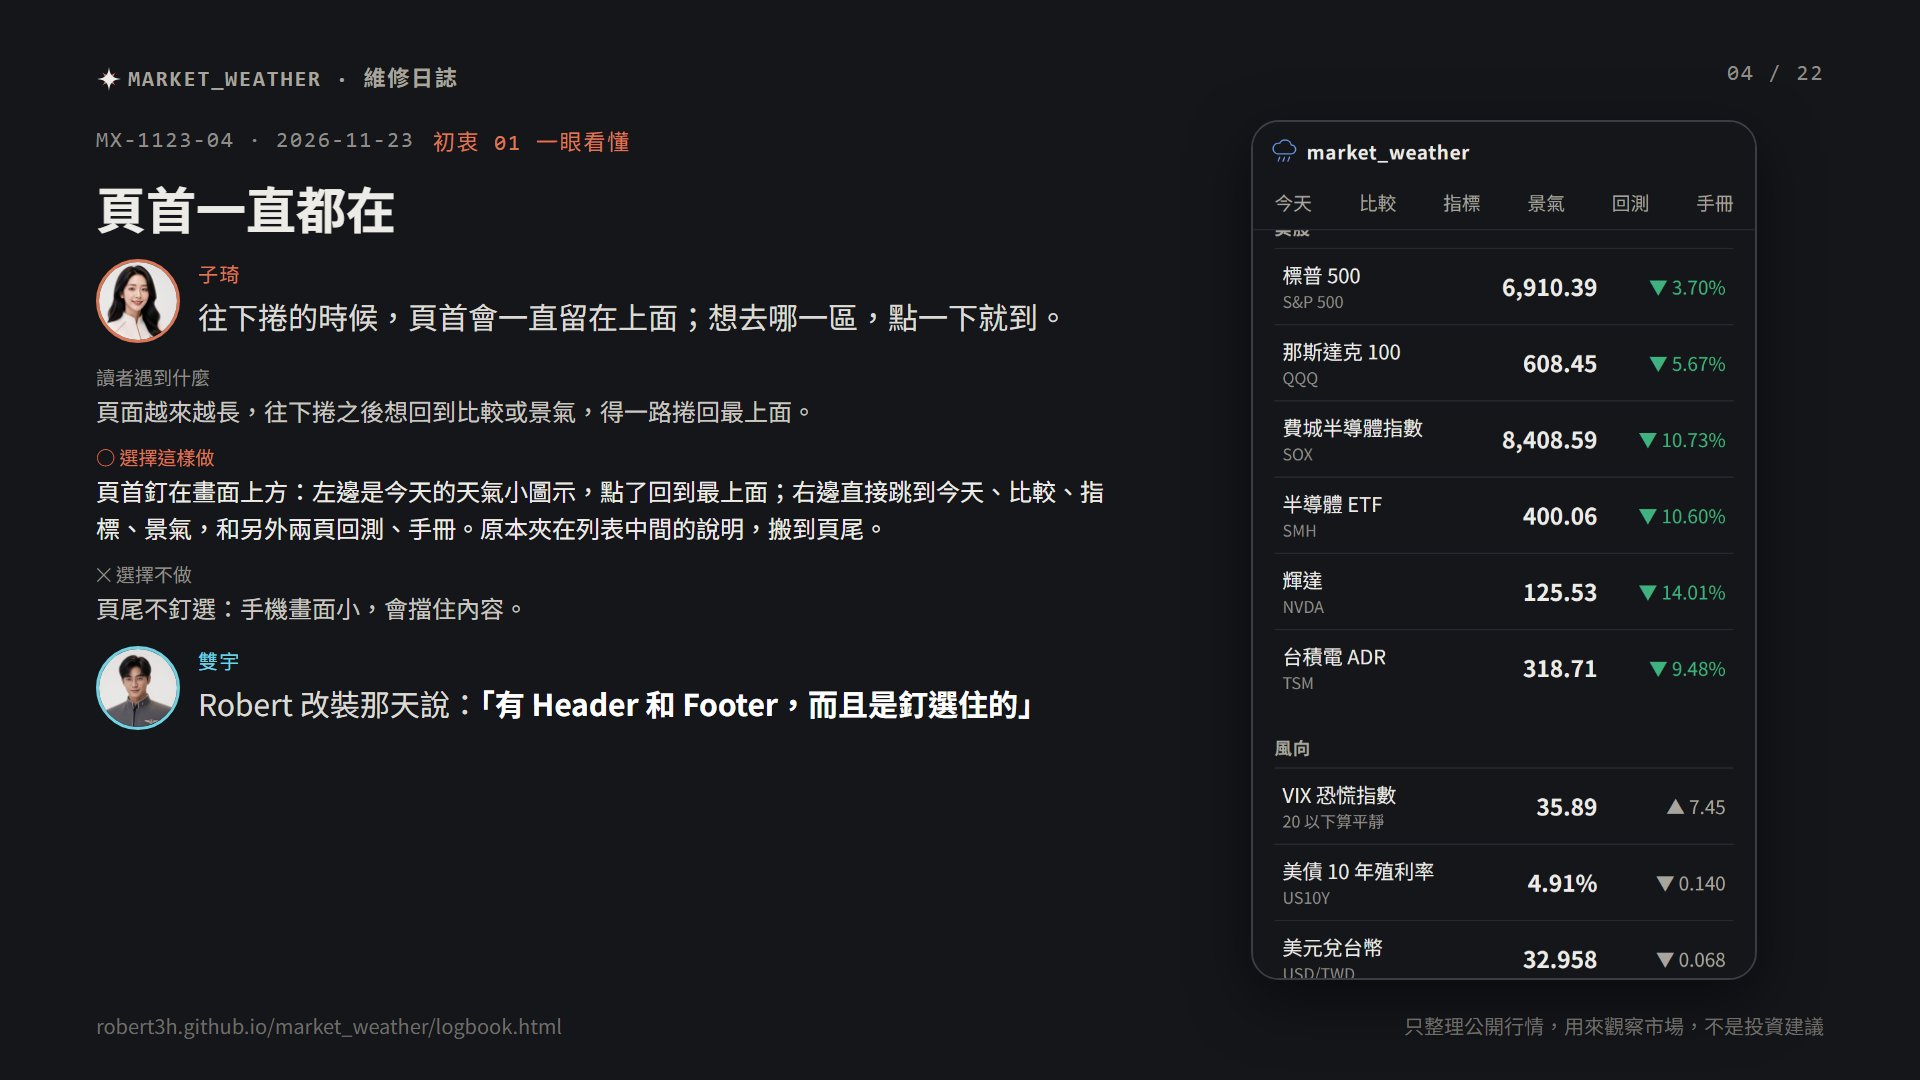 MARKET_WEATHER · 維修日誌
04 / 22
MX-1123-04 · 2026-11-23 初衷 01 一眼看懂
頁首一直都在
子琦
往下捲的時候，頁首會一直留在上面；想去哪一區，點一下就到。
讀者遇到什麼
頁面越來越長，往下捲之後想回到比較或景氣，得一路捲回最上面。
○ 選擇這樣做
頁首釘在畫面上方：左邊是今天的天氣小圖示，點了回到最上面；右邊直接跳到今天、比較、指
標、景氣，和另外兩頁回測、手冊。原本夾在列表中間的說明，搬到頁尾。
× 選擇不做
頁尾不釘選：手機畫面小，會擋住內容。
雙宇
Robert 改裝那天說：「有 Header 和 Footer，而且是釘選住的」
market_weather
今天 比較 指標 景氣 回測 手冊
標普 500 6,910.39 ▼ 3.70%
S&P 500
那斯達克 100 608.45 ▼ 5.67%
QQQ
費城半導體指數 8,408.59 ▼ 10.73%
SOX
半導體 ETF 400.06 ▼ 10.60%
SMH
輝達 125.53 ▼ 14.01%
NVDA
台積電 ADR 318.71 ▼ 9.48%
TSM
風向
VIX 恐慌指數 35.89 ▲ 7.45
20 以下算平靜
美債 10 年殖利率 4.91% ▼ 0.140
US10Y
美元兌台幣 32.958 ▼ 0.068
USD/TWD
robert3h.github.io/market_weather/logbook.html
只整理公開行情，用來觀察市場，不是投資建議